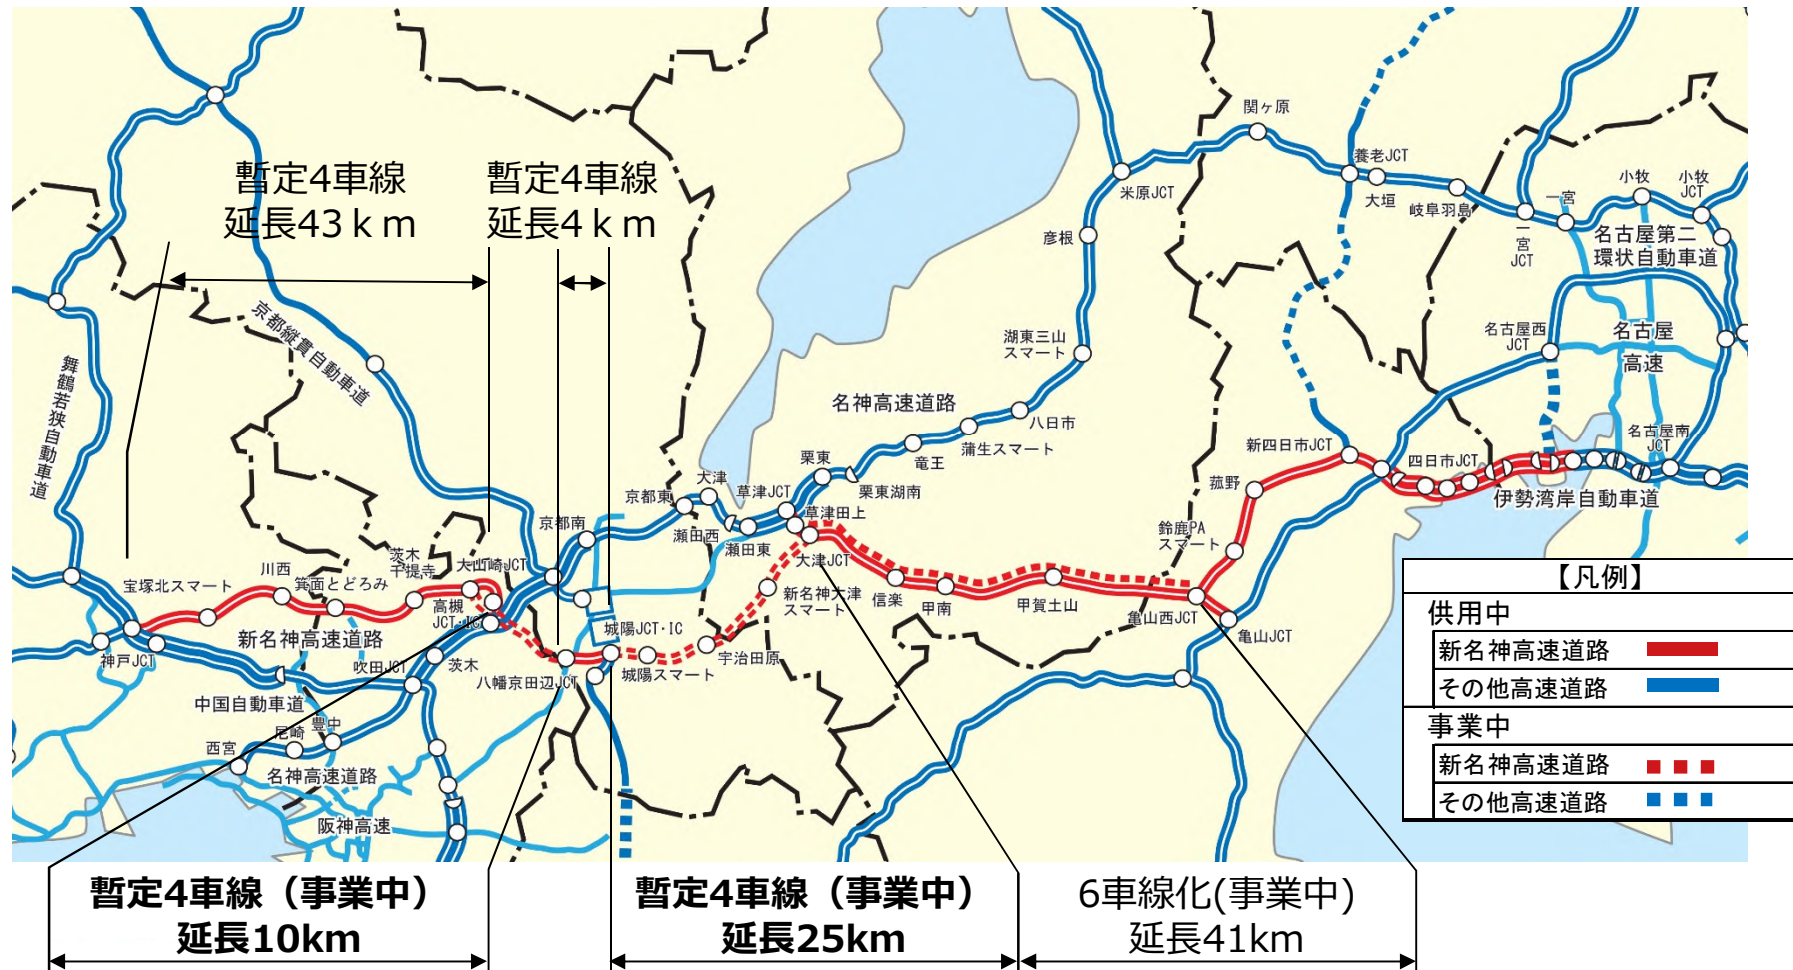 暫定4車線
延長43ｋｍ
暫定4車線
延長4ｋｍ
関ヶ原
養老JCT
米原JCT
大垣
岐阜羽島
一宮JCT
一宮
小牧
小牧JCT
名古屋第二
環状自動車道
彦根
湖東三山
スマート
名古屋西
JCT
名古屋
高速
京都縦貫自動車道
舞鶴若狭自動車道
名神高速道路
八日市
蒲生スマート
竜王
栗東
栗東湖南
新四日市JCT
四日市JCT
名古屋南
JCT
伊勢湾岸自動車道
菰野
鈴鹿PA
スマート
大津
京都東
草津JCT
草津田上
瀬田西
瀬田東
大津JCT
京都南
大山崎JCT
茨木
千提寺
川西
宝塚北スマート
箕面とどろみ
高槻
JCT･IC
新名神高速道路
新名神大津
スマート
信楽
甲南
甲賀土山
亀山西JCT
亀山JCT
城陽JCT･IC
城陽スマート
宇治田原
八幡京田辺JCT
神戸JCT
吹田JCT
茨木
中国自動車道
豊中
尼崎
西宮
名神高速道路
阪神高速
【凡例】
供用中
新名神高速道路
その他高速道路
事業中
新名神高速道路
その他高速道路
暫定4車線（事業中）
延長10km
暫定4車線（事業中）
延長25km
6車線化(事業中)
延長41km